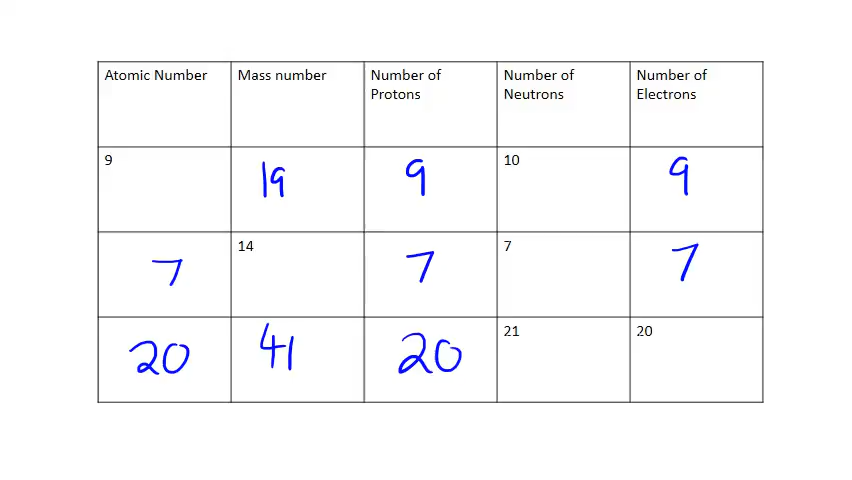 Atomic Number Mass number Number of Protons Number of Neutrons Number of Electrons
9 19 9 10 9
7 14 7 7 7
20 41 20 21 20